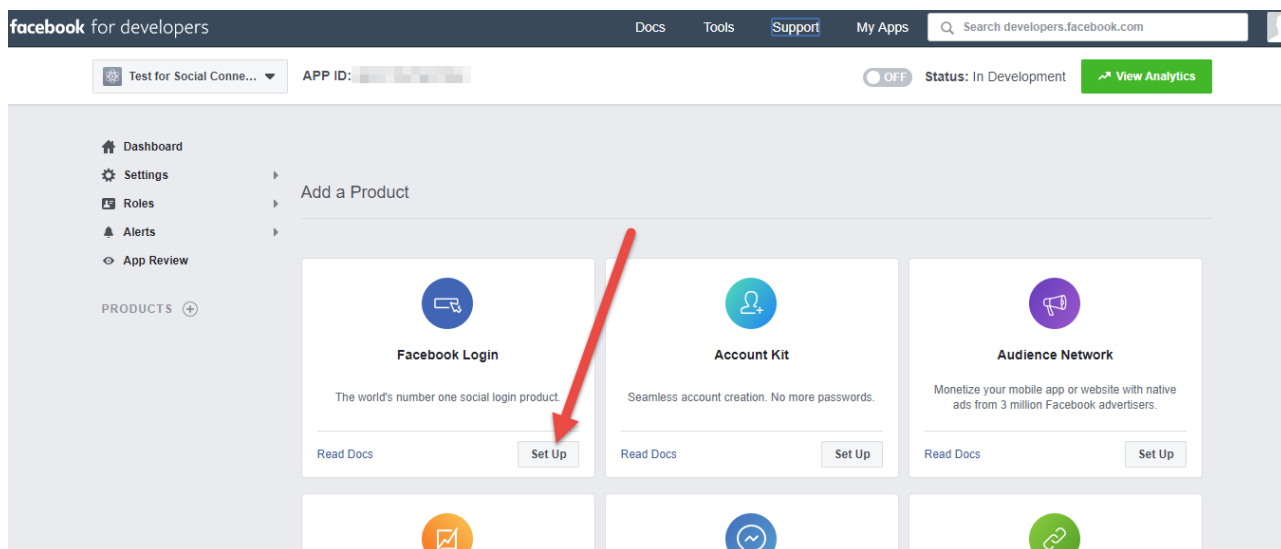 facebook for developers
Docs Tools Support My Apps Search developers.facebook.com
Test for Social Conne... APP ID: OFF Status: In Development View Analytics
Dashboard
Settings
Roles
Alerts
App Review
PRODUCTS
Add a Product
Facebook Login
The world's number one social login product.
Read Docs Set Up
Account Kit
Seamless account creation. No more passwords.
Read Docs Set Up
Audience Network
Monetize your mobile app or website with native
ads from 3 million Facebook advertisers.
Read Docs Set Up